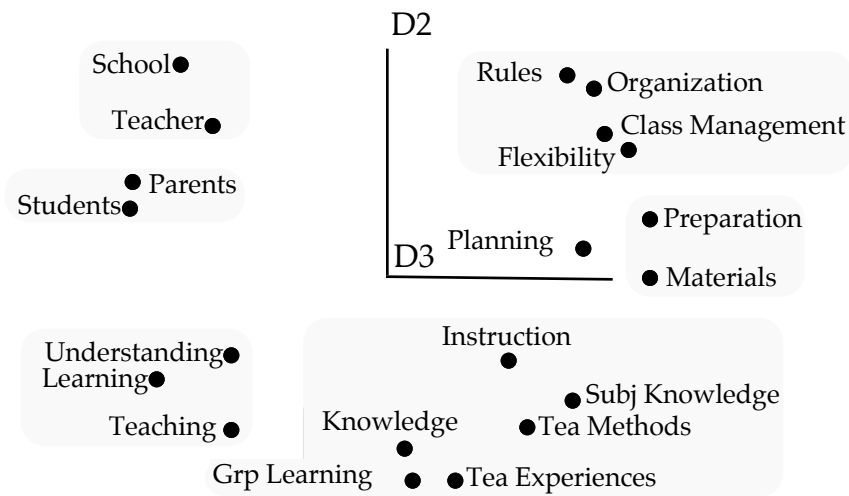 D2
School
Rules
Organization
Teacher
Class Management
Flexibility
Parents
Students
Preparation
Planning
D3
Materials
Instruction
Understanding
Learning
Subj Knowledge
Knowledge
Tea Methods
Teaching
Grp Learning
Tea Experiences